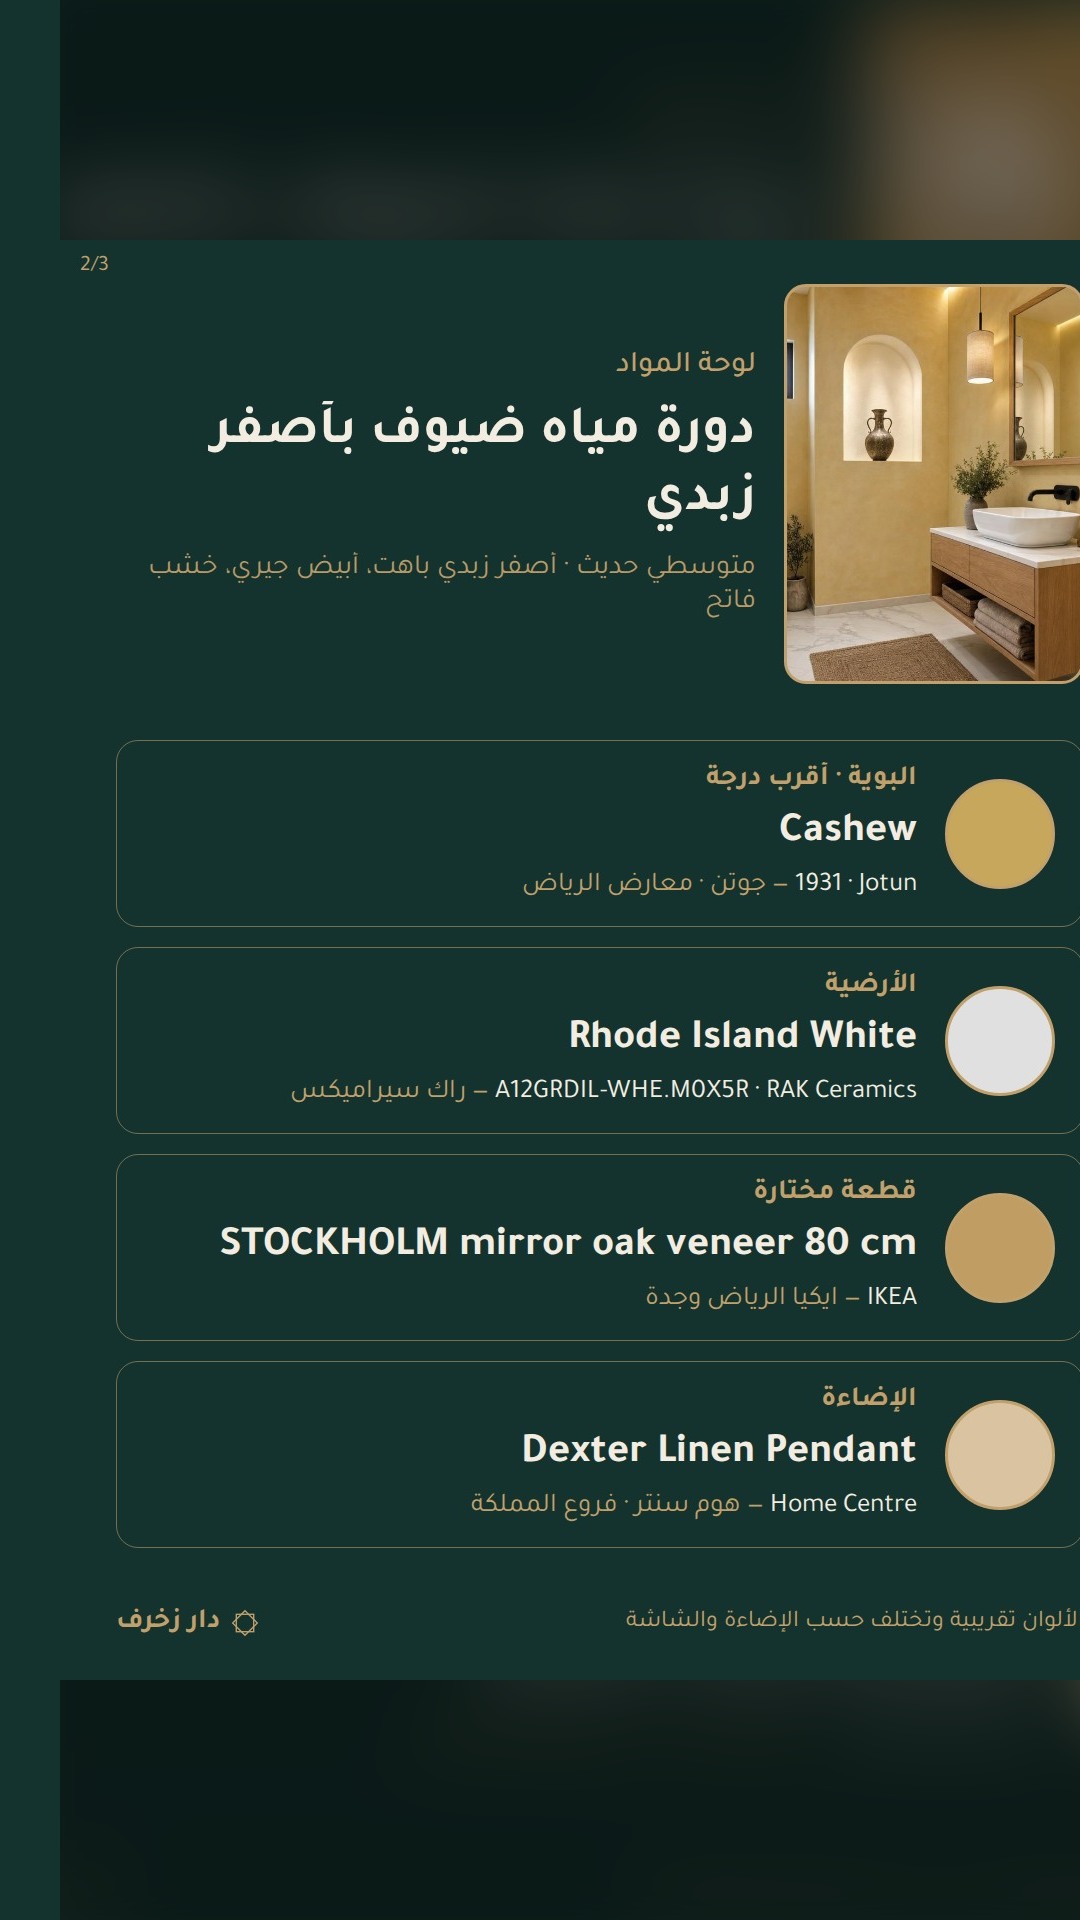 2/3
لوحة المواد
دورة مياه ضيوف بأصفر
زبدي
متوسطي حديث · أصفر زبدي باهت، أبيض جيري، خشب
فاتح
البوية · أقرب درجة
Cashew
1931 · Jotun – جوتن · معارض الرياض
الأرضية
Rhode Island White
A12GRDIL-WHE.M0X5R · RAK Ceramics – راك سيراميكس
قطعة مختارة
STOCKHOLM mirror oak veneer 80 cm
IKEA – ايكيا الرياض وجدة
الإضاءة
Dexter Linen Pendant
Home Centre – هوم سنتر · فروع المملكة
لألوان تقريبية وتختلف حسب الإضاءة والشاشة
دار زخرف